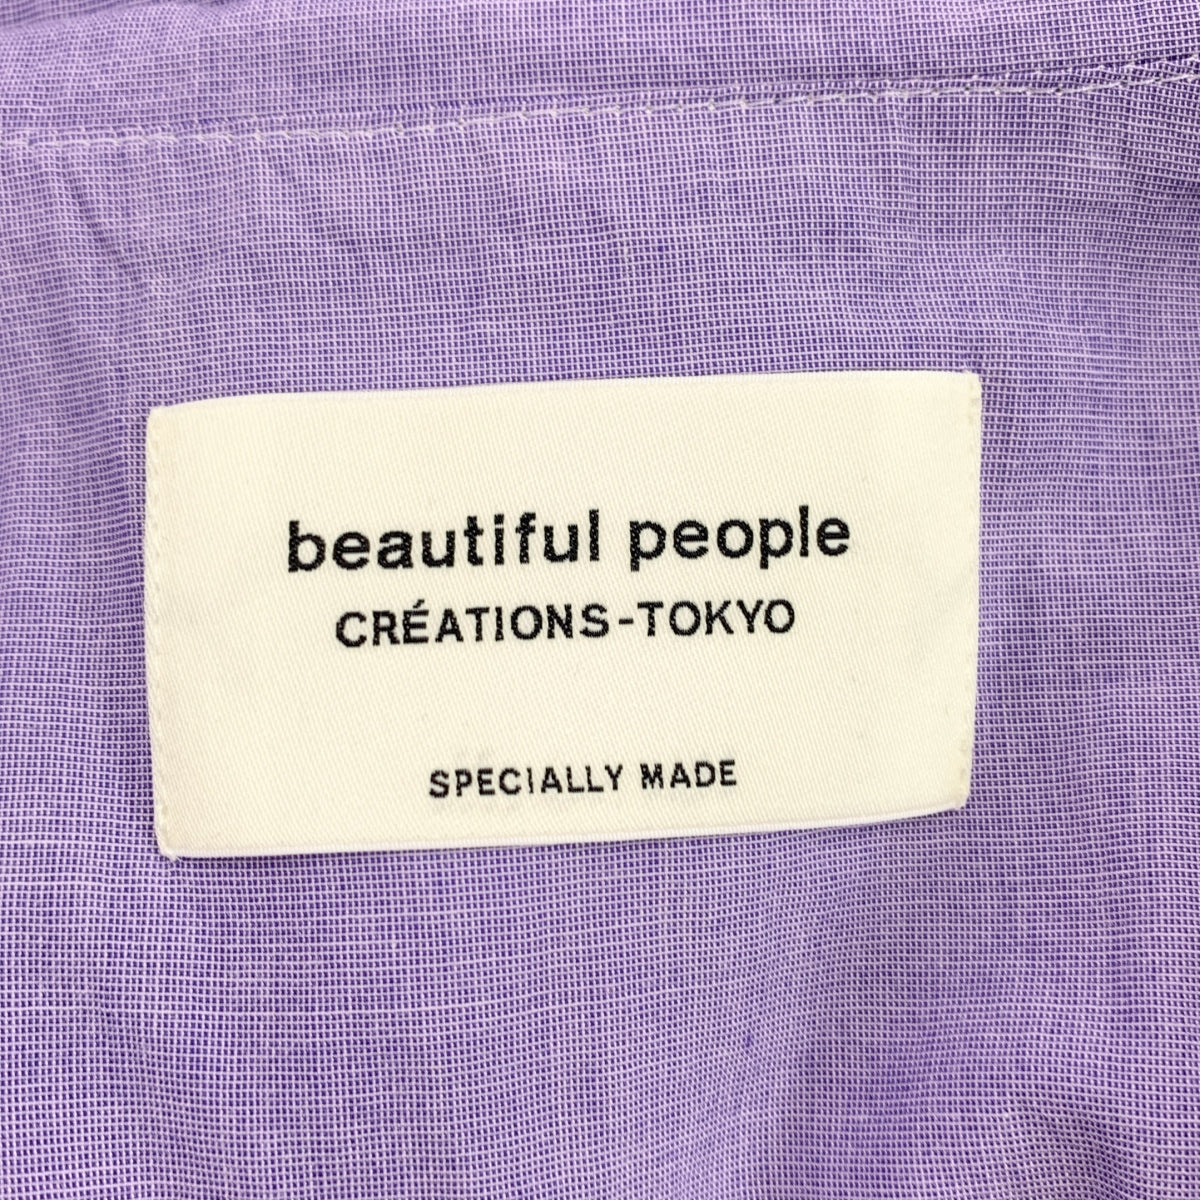 beautiful people
CRÉATIONS-TOKYO
SPECIALLY MADE